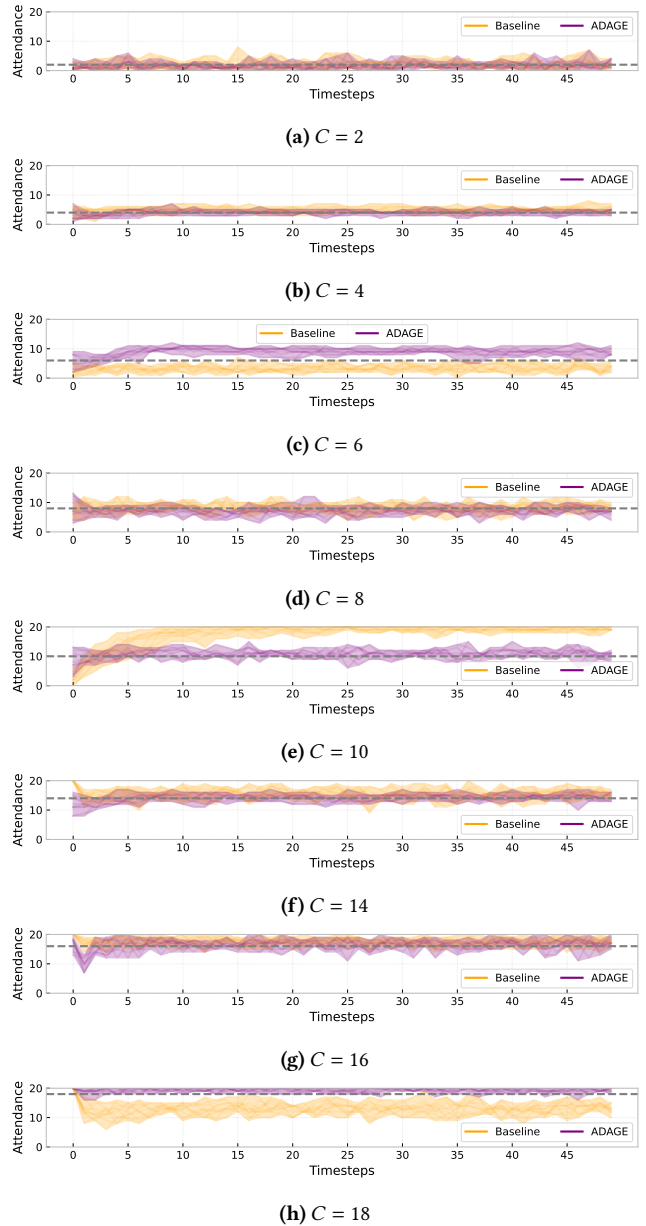 Attendance
20
10
0
Baseline ADAGE
0 5 10 15 20 25 30 35 40 45
Timesteps
(a) C = 2
Attendance
20
10
0
Baseline ADAGE
0 5 10 15 20 25 30 35 40 45
Timesteps
(b) C = 4
Attendance
20
10
0
Baseline ADAGE
0 5 10 15 20 25 30 35 40 45
Timesteps
(c) C = 6
Attendance
20
10
0
Baseline ADAGE
0 5 10 15 20 25 30 35 40 45
Timesteps
(d) C = 8
Attendance
20
10
0
Baseline ADAGE
0 5 10 15 20 25 30 35 40 45
Timesteps
(e) C = 10
Attendance
20
10
0
Baseline ADAGE
0 5 10 15 20 25 30 35 40 45
Timesteps
(f) C = 14
Attendance
20
10
0
Baseline ADAGE
0 5 10 15 20 25 30 35 40 45
Timesteps
(g) C = 16
Attendance
20
10
0
Baseline ADAGE
0 5 10 15 20 25 30 35 40 45
Timesteps
(h) C = 18